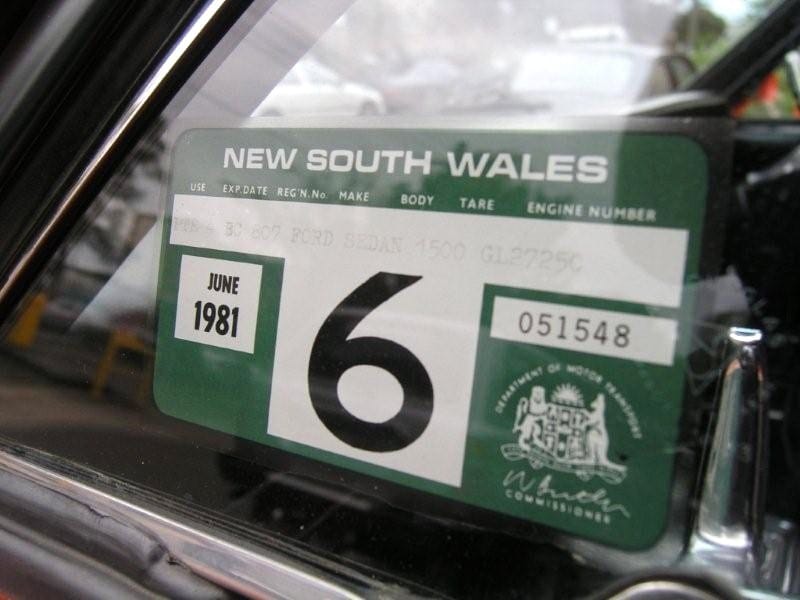 NEW SOUTH WALES
USE EXP.DATE REG'N.No MAKE BODY TARE ENGINE NUMBER
807 FORD SEDAN 1500 GL27250
JUNE
1981
6
051548
DEPARTMENT OF MOTOR TRANSPORT
COMMISSIONER